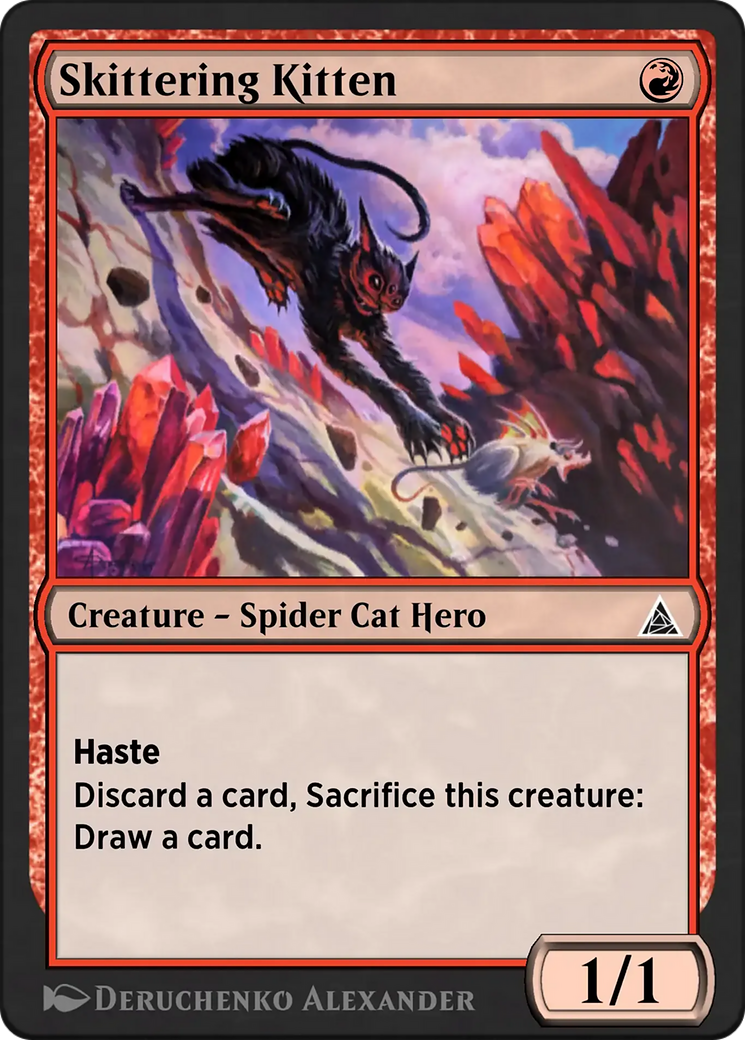 Skittering Kitten
Creature – Spider Cat Hero
Haste
Discard a card, Sacrifice this creature:
Draw a card.
1/1
Deruchenko Alexander